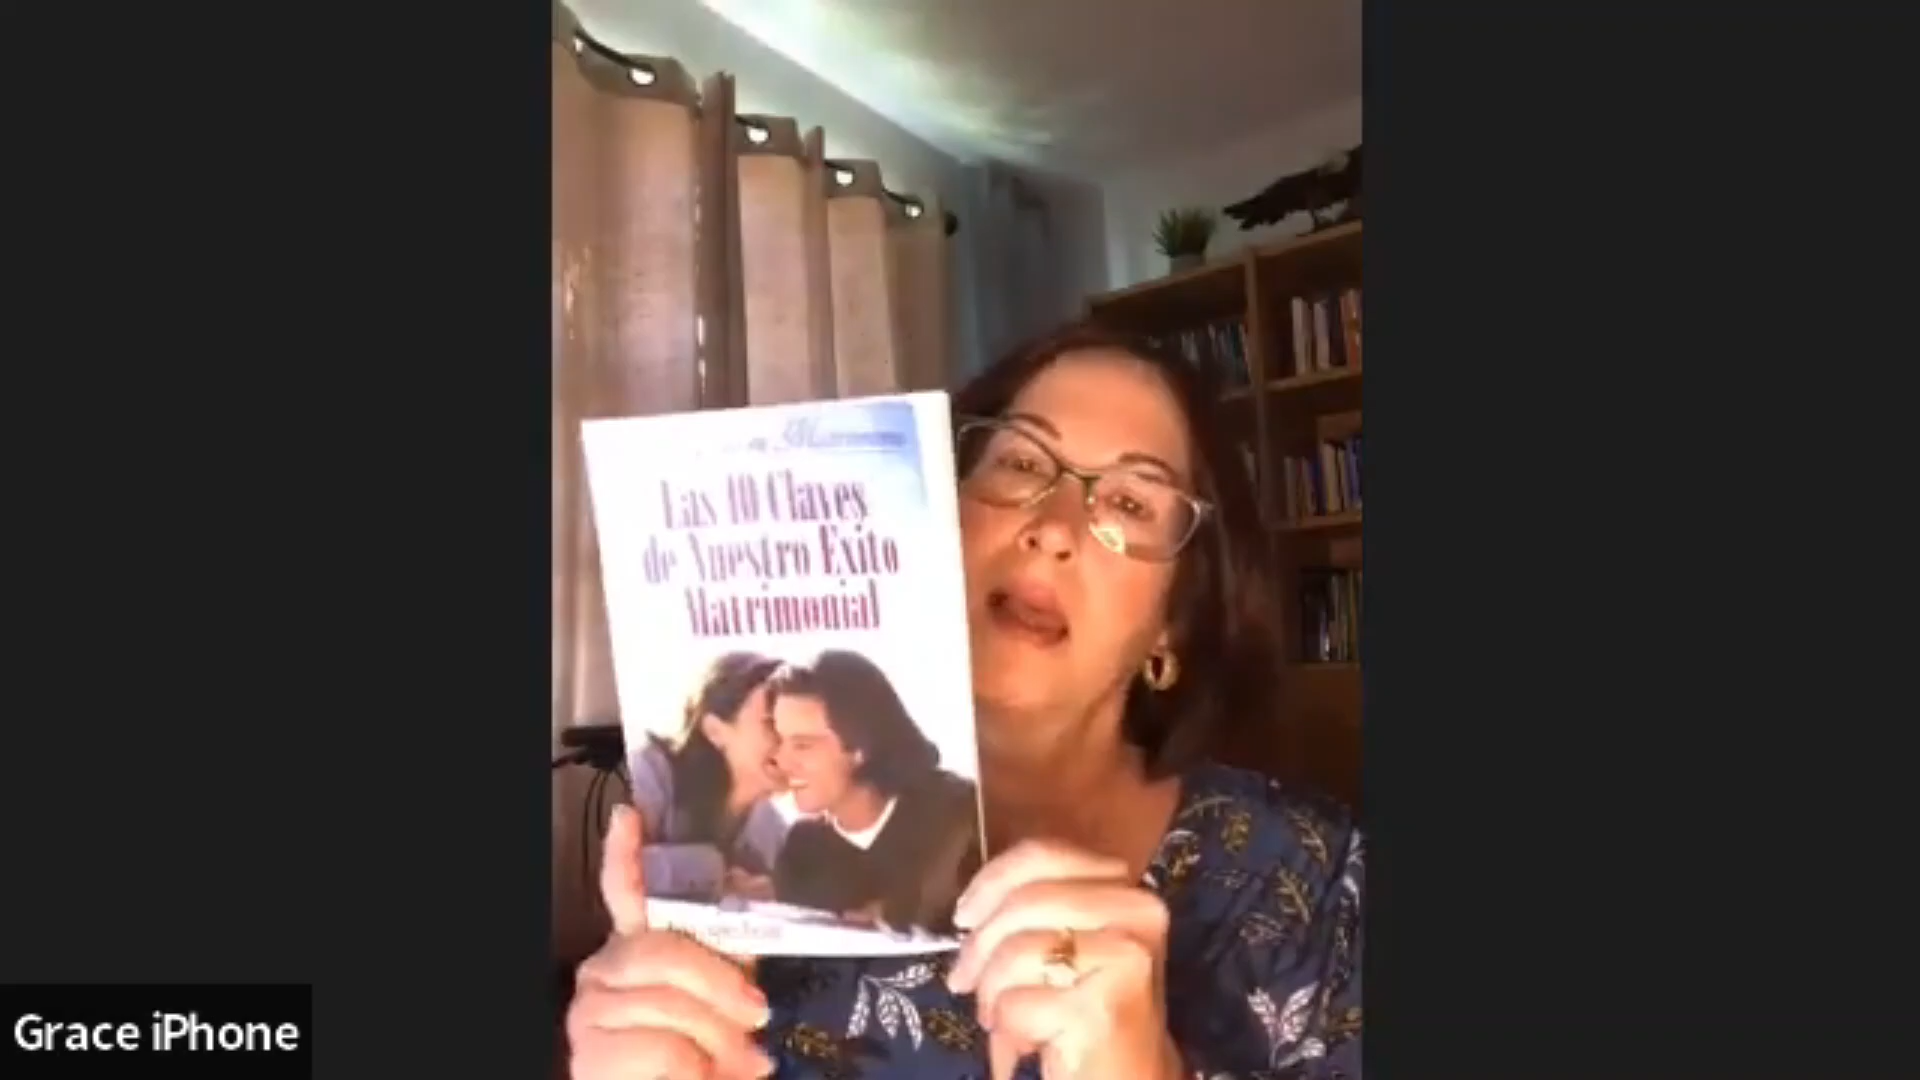 Las 10 Claves
de Nuestro Exito
Matrimonial
Grace iPhone